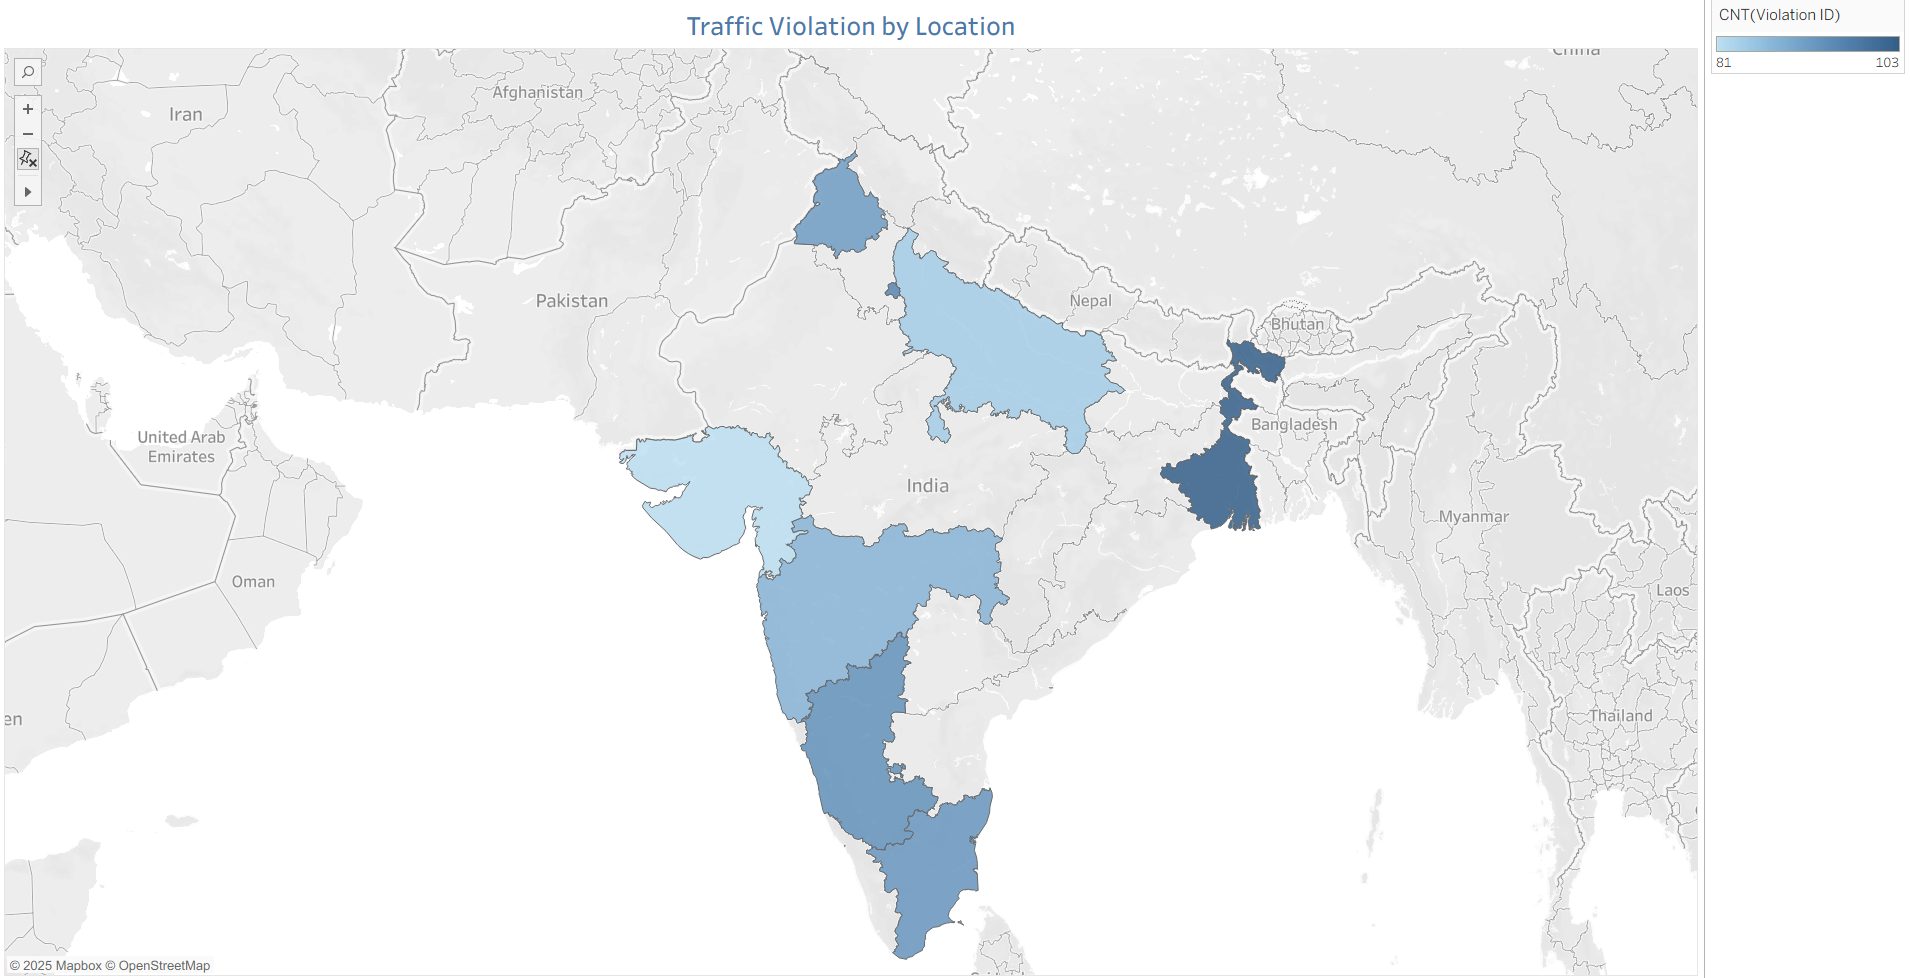 Traffic Violation by Location
CNT(Violation ID)
81
103
China
Afghanistan
Iran
Pakistan
Nepal
Bhutan
United Arab
Emirates
Bangladesh
India
Myanmar
Oman
Laos
en
Thailand
© 2025 Mapbox © OpenStreetMap